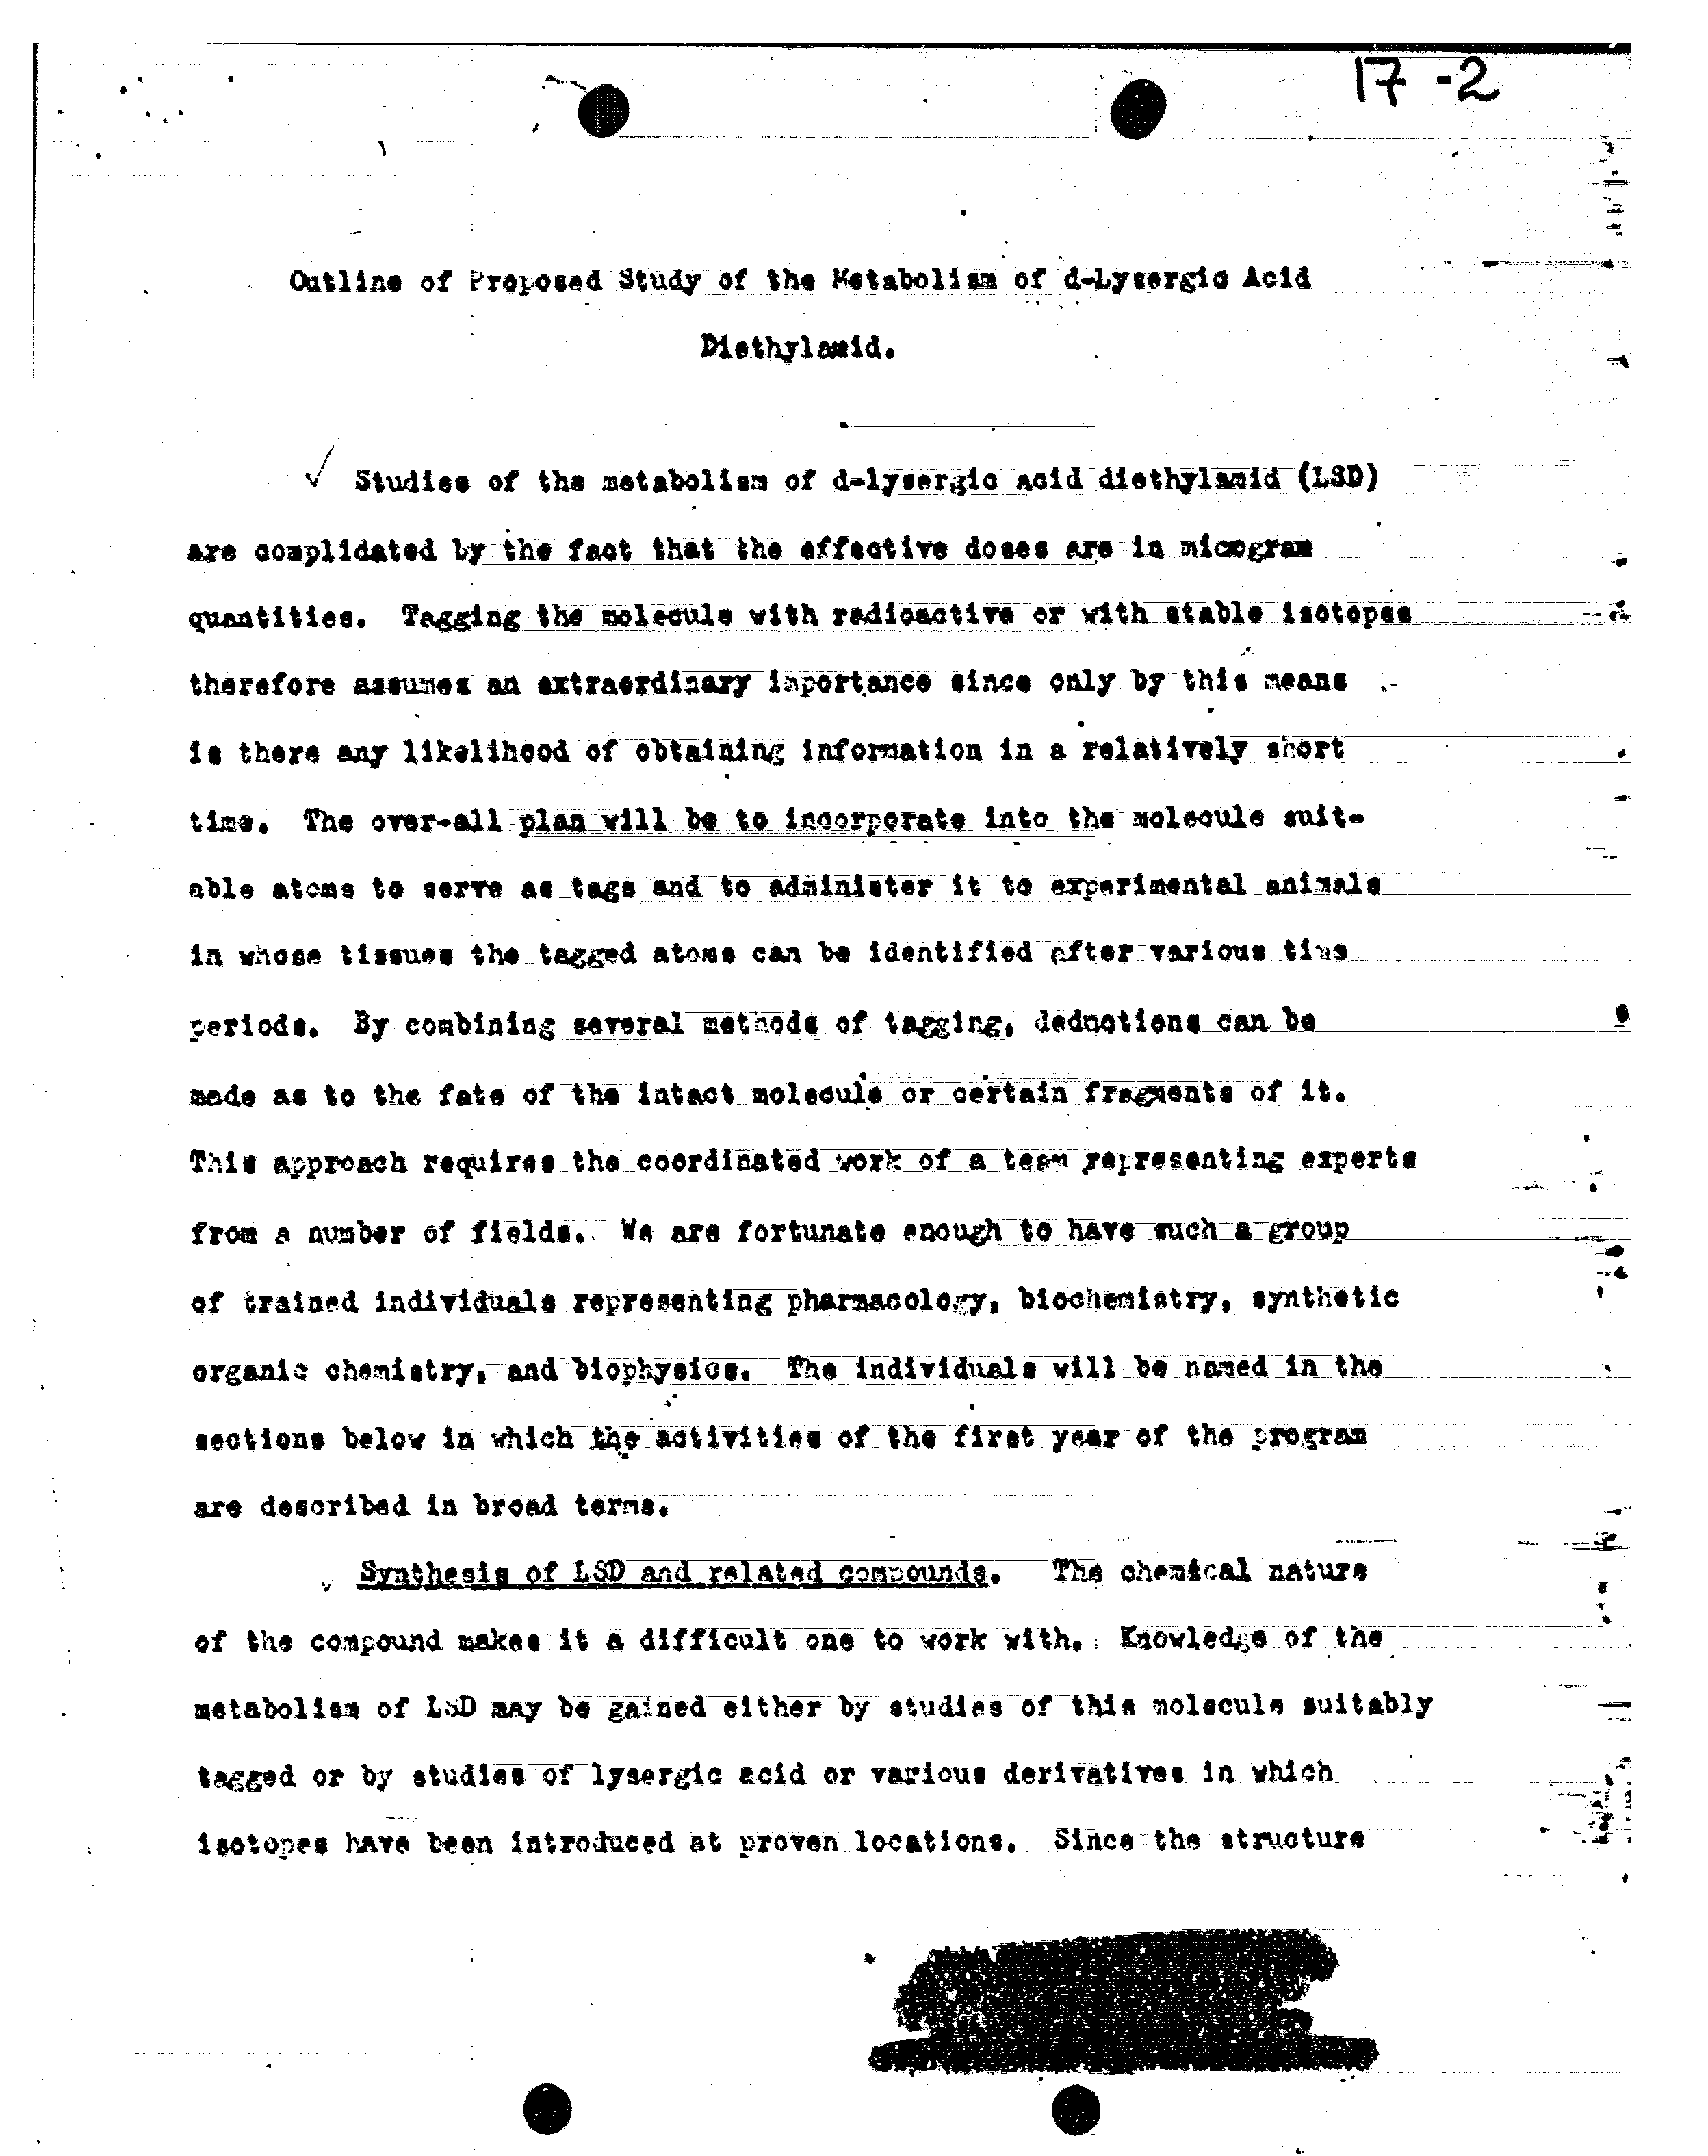 17-2
Outline of Proposed Study of the Metabolism of d-Lysergic Acid
Diethylamid.
Studies of the metabolism of d-lysergic acid diethylamid (LSD)
are complidated by the fact that the effective doses are in microgram
quantities. Tagging the molecule with radioactive or with stable isotopes
therefore assumes an extraordinary importance since only by this means
is there any likelihood of obtaining information in a relatively short
time. The over-all plan will be to incorporate into the molecule suit-
able atoms to serve as tags and to administer it to experimental animals
in whose tissues the tagged atoms can be identified after various time
periods. By combining several methods of tagging, deductions can be
made as to the fate of the intact molecule or certain fragments of it.
This approach requires the coordinated work of a team representing experts
from a number of fields. We are fortunate enough to have such a group
of trained individuals representing pharmacology, biochemistry, synthetic
organic chemistry, and biophysics. The individuals will be named in the
sections below in which the activities of the first year of the program
are described in broad terms.
Synthesis of LSD and related compounds. The chemical nature
of the compound makes it a difficult one to work with. Knowledge of the
metabolism of LSD may be gained either by studies of this molecule suitably
tagged or by studies of lysergic acid or various derivatives in which
isotopes have been introduced at proven locations. Since the structure